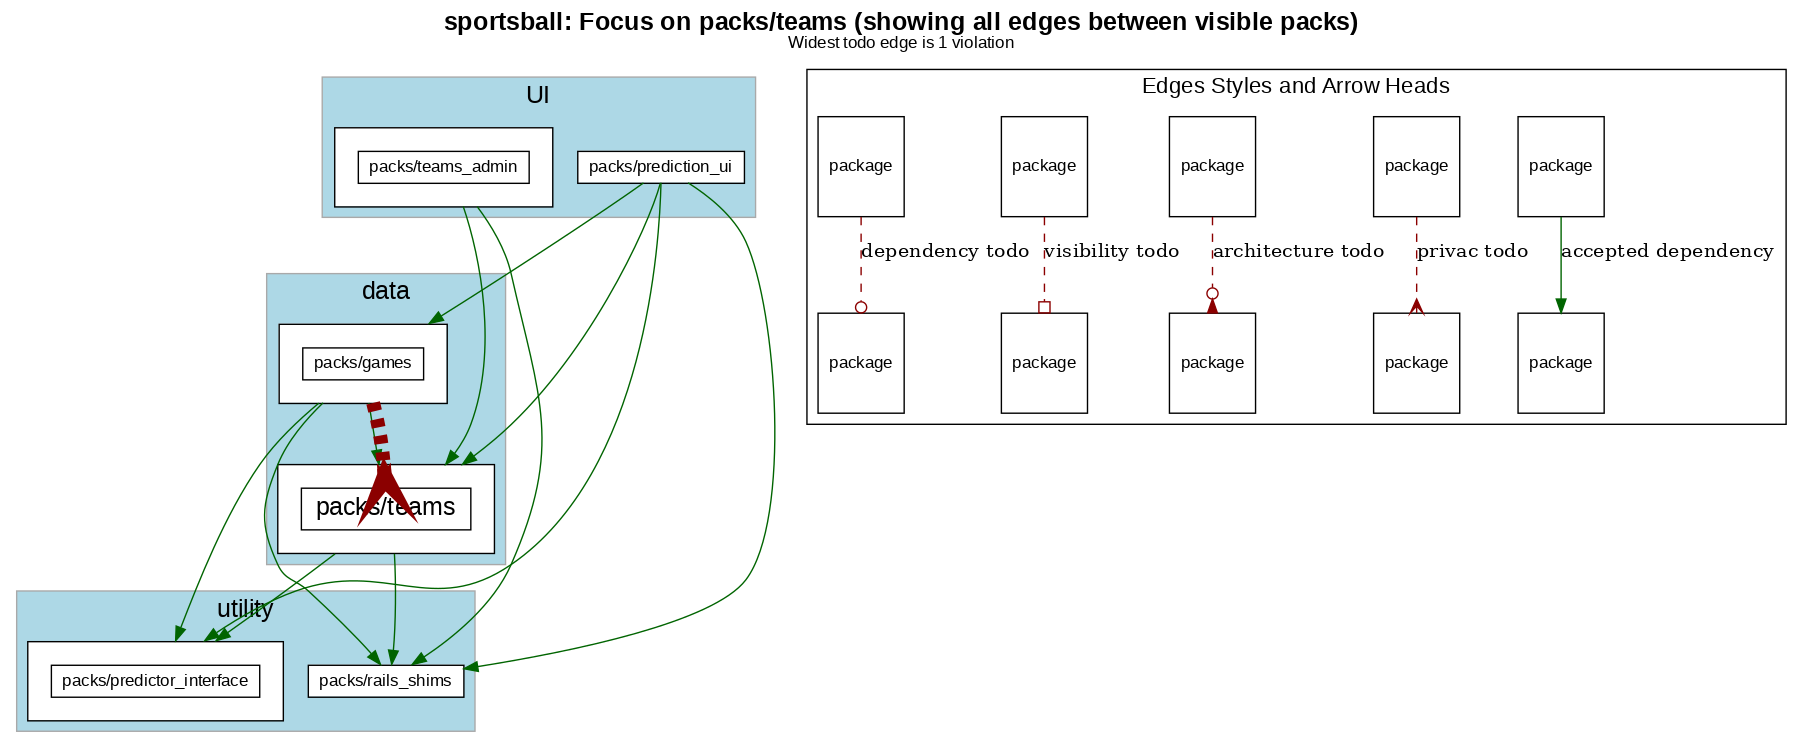 sportsball: Focus on packs/teams (showing all edges between visible packs)
Widest todo edge is 1 violation
UI
packs/teams_admin
packs/prediction_ui
data
packs/games
packs/teams
utility
packs/predictor_interface
packs/rails_shims
Edges Styles and Arrow Heads
package
package
package
package
package
dependency todo
visibility todo
architecture todo
privac todo
accepted dependency
package
package
package
package
package